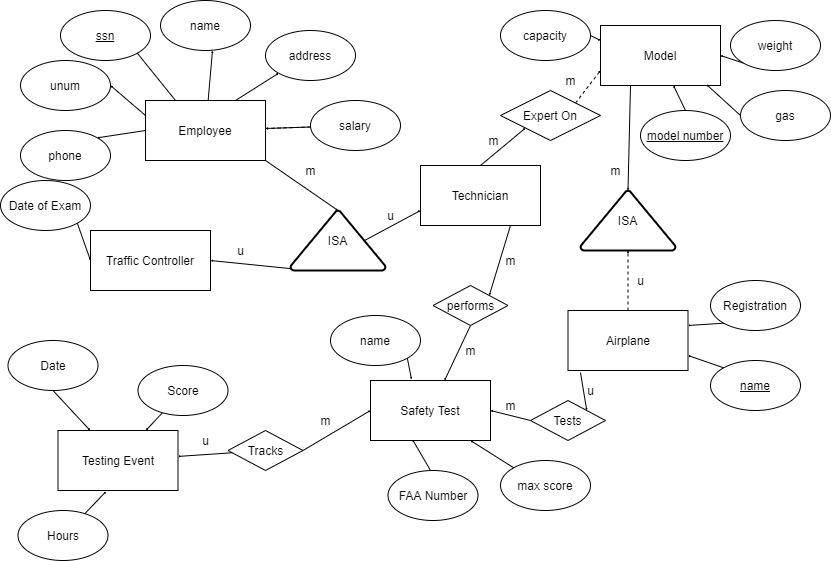 name
capacity
ssn
Model
weight
address
unum
m
Expert On
gas
salary
Employee
model number
m
phone
m
m
Technician
Date of Exam
u
ISA
ISA
u
Traffic Controller
m
u
performs
Registration
name
Airplane
m
Date
name
Score
u
m
Safety Test
Tests
m
u
Tracks
Testing Event
max score
FAA Number
Hours